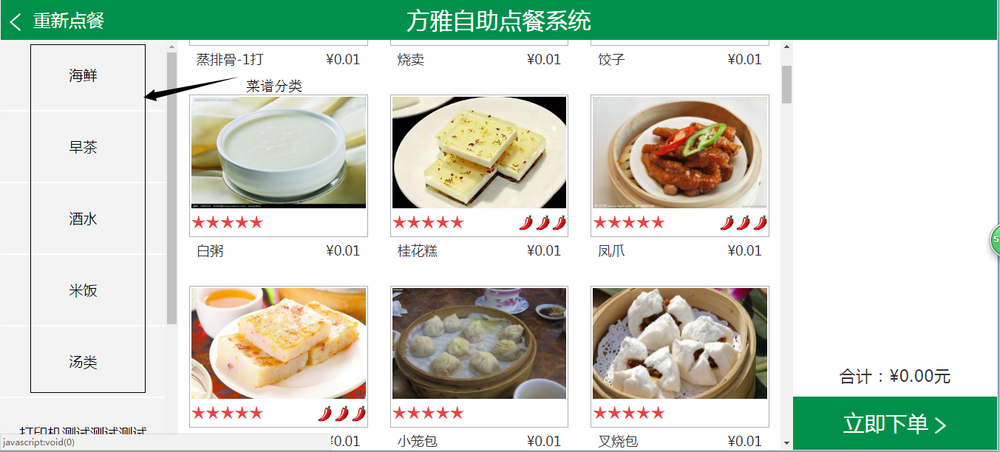 重新点餐
方雅自助点餐系统
海鲜
早茶
酒水
米饭
汤类
打印机测试测试测试
javascript:void(0)
菜谱分类
蒸排骨-1打 ¥0.01
烧卖 ¥0.01
饺子 ¥0.01
白粥 ¥0.01
桂花糕 ¥0.01
凤爪 ¥0.01
¥0.01
小笼包 ¥0.01
叉烧包 ¥0.01
合计：¥0.00元
立即下单